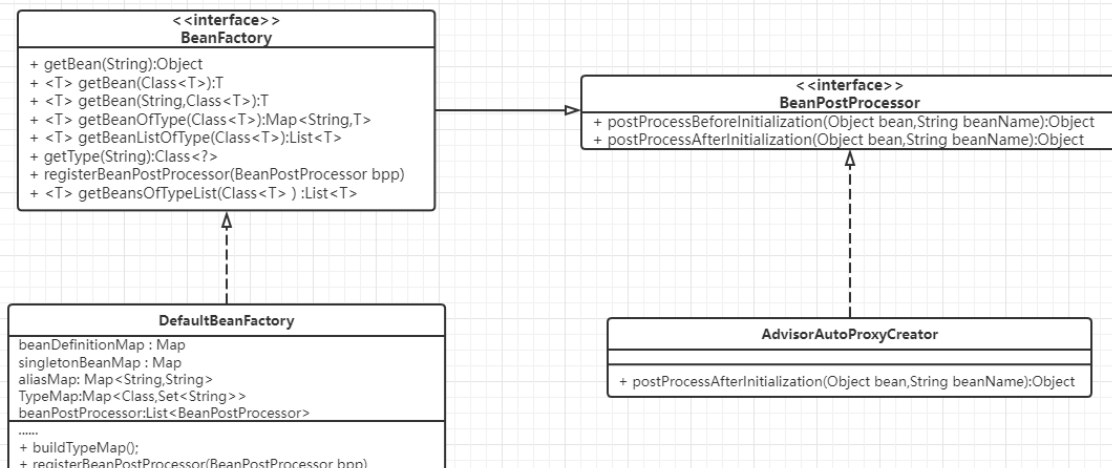 <<interface>>
BeanFactory
+ getBean(String):Object
+ <T> getBean(Class<T>):T
+ <T> getBean(String,Class<T>):T
+ <T> getBeanOfType(Class<T>):Map<String,T>
+ <T> getBeanListOfType(Class<T>):List<T>
+ getType(String):Class<?>
+ registerBeanPostProcessor(BeanPostProcessor bpp)
+ <T> getBeansOfTypeList(Class<T> ) :List<T>
<<interface>>
BeanPostProcessor
+ postProcessBeforeInitialization(Object bean,String beanName):Object
+ postProcessAfterInitialization(Object bean,String beanName):Object
DefaultBeanFactory
beanDefinitionMap : Map
singletonBeanMap : Map
aliasMap: Map<String,String>
TypeMap:Map<Class,Set<String>>
beanPostProcessor:List<BeanPostProcessor>
......
+ buildTypeMap();
+ registerBeanPostProcessor(BeanPostProcessor bpp)
AdvisorAutoProxyCreator
+ postProcessAfterInitialization(Object bean,String beanName):Object